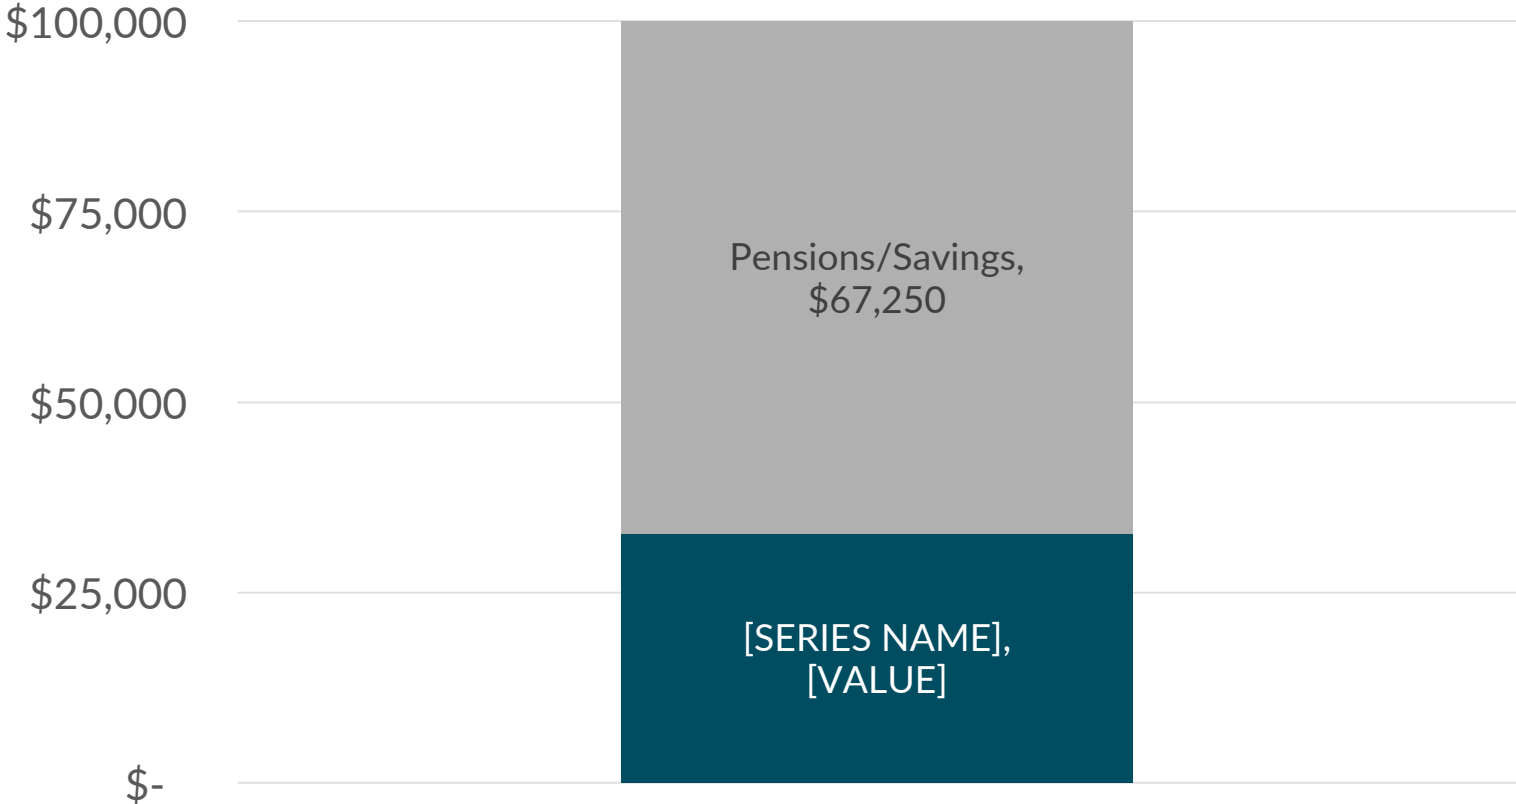 $100,000
$75,000
Pensions/Savings,
$67,250
$50,000
$25,000
[SERIES NAME],
[VALUE]
$-